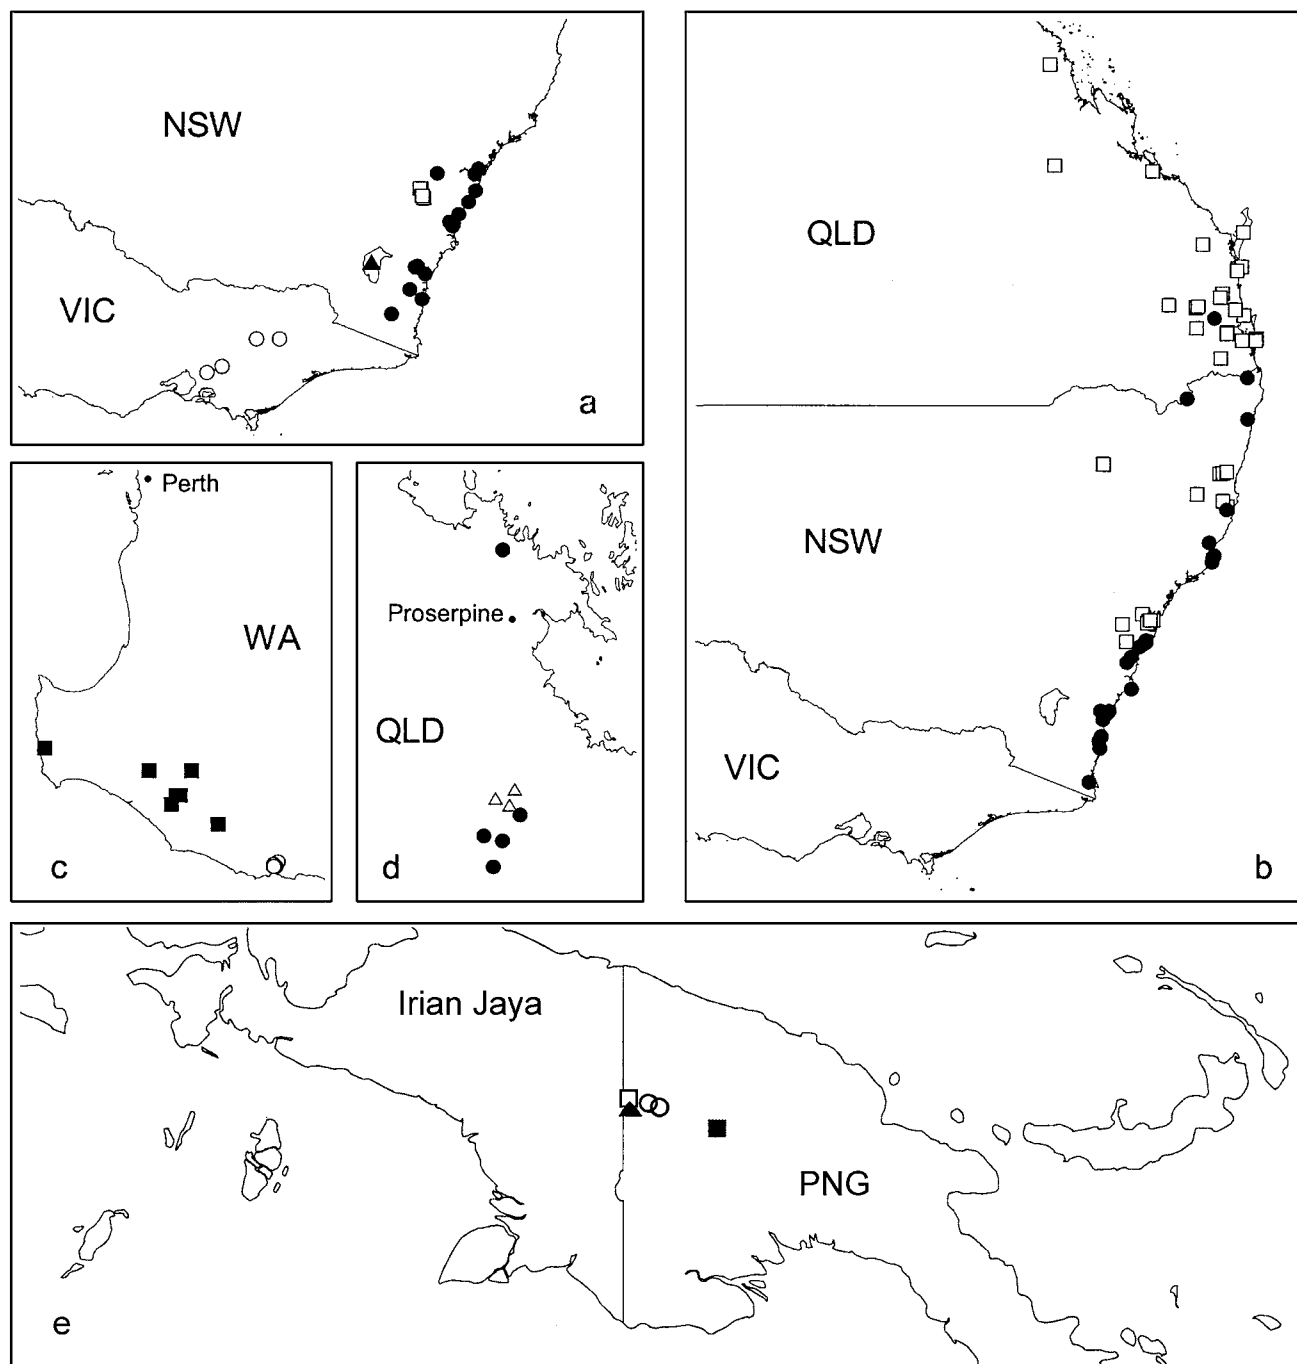 NSW
VIC
a
QLD
NSW
VIC
b
Perth
WA
c
Proserpine
QLD
d
Irian Jaya
PNG
e